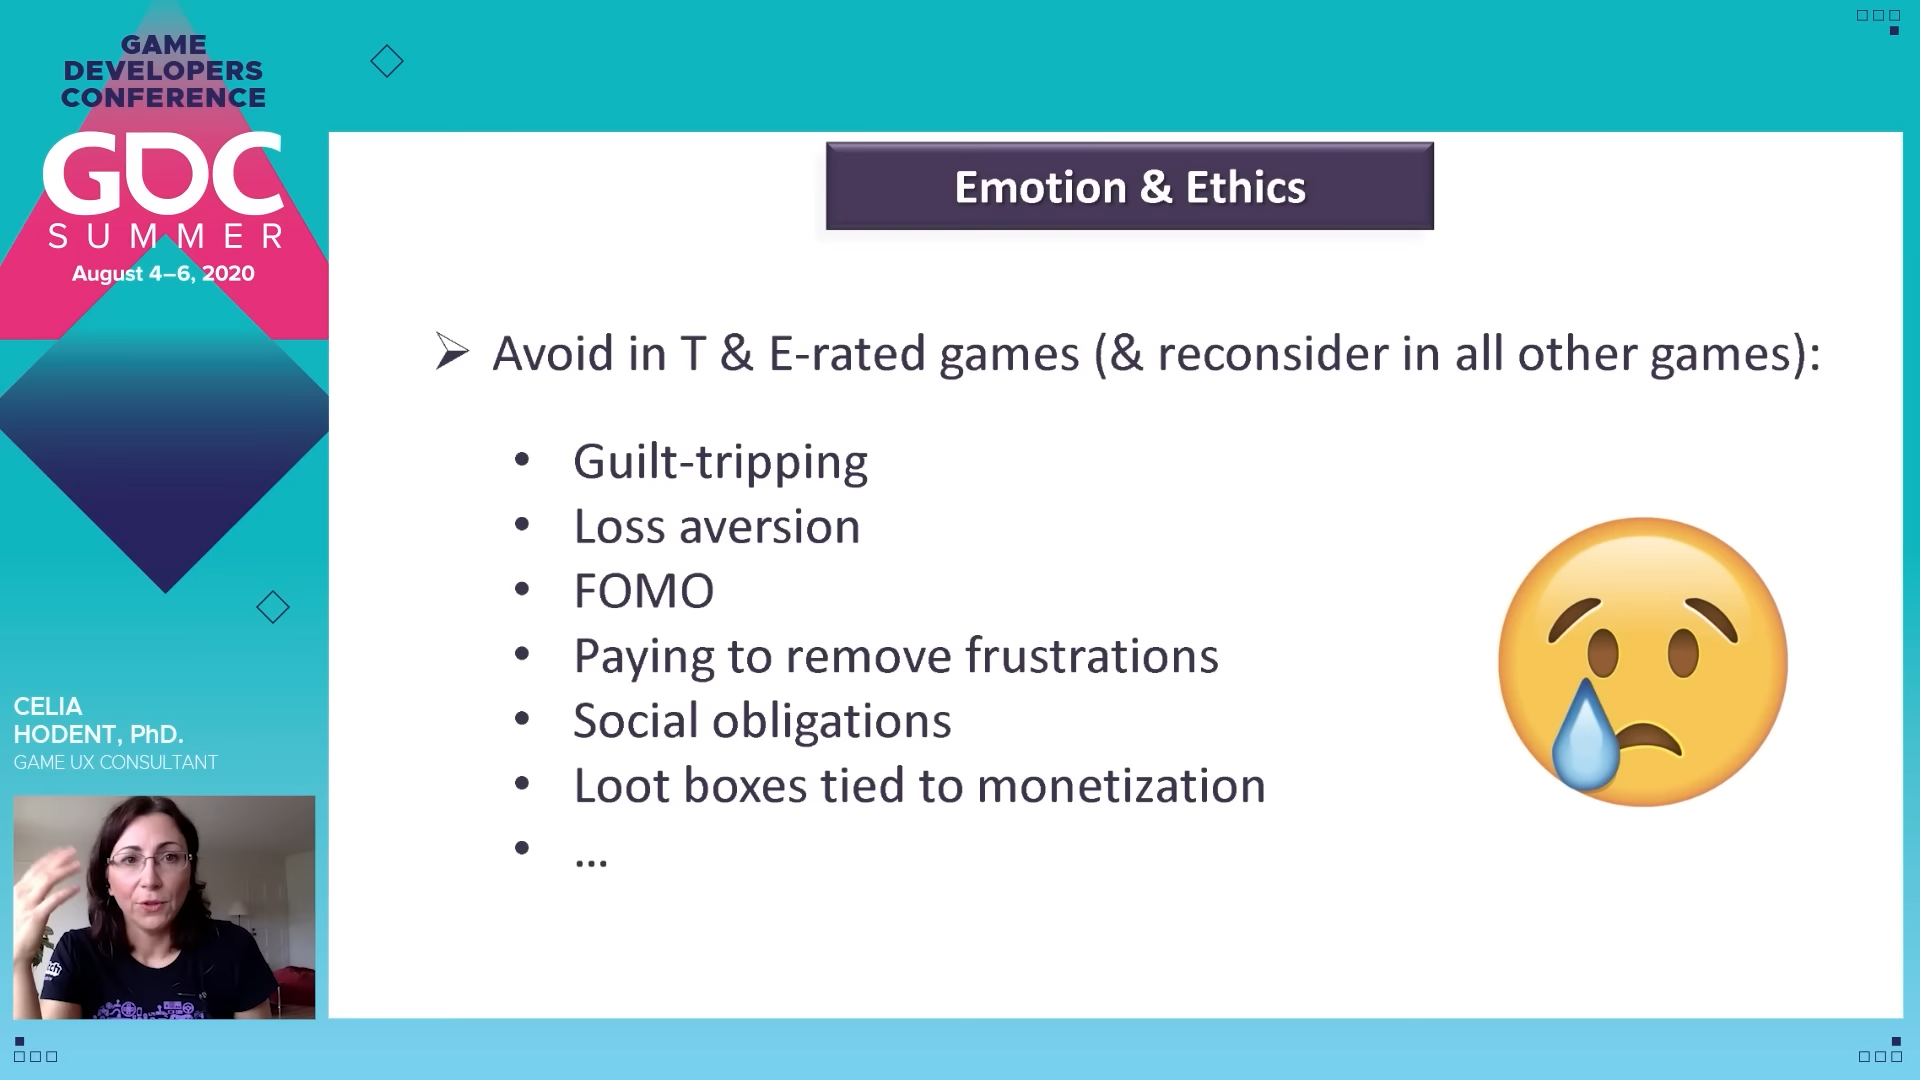 GAME
DEVELOPERS
CONFERENCE
GDC
SUMMER
August 4–6, 2020
CELIA
HODENT, PhD.
GAME UX CONSULTANT
Emotion & Ethics
➢ Avoid in T & E-rated games (& reconsider in all other games):
• Guilt-tripping
• Loss aversion
• FOMO
• Paying to remove frustrations
• Social obligations
• Loot boxes tied to monetization
• ...